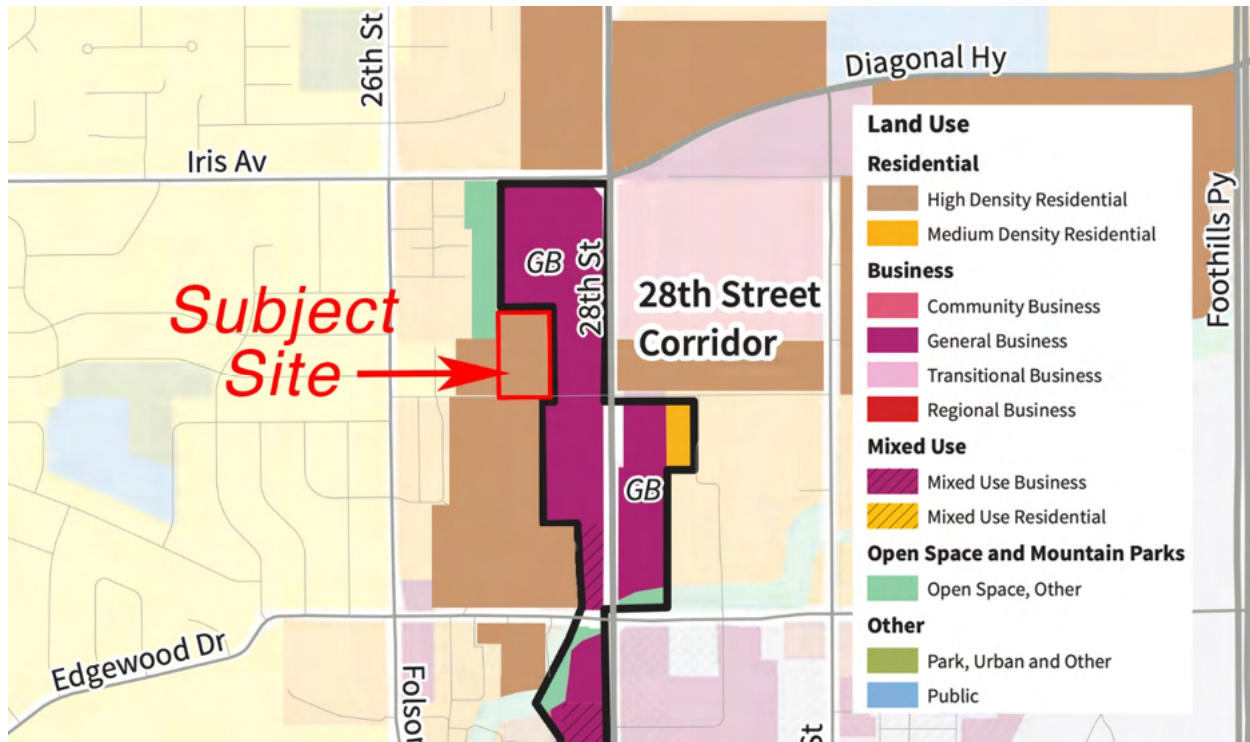 26th St
Diagonal Hy
Iris Av
Foothills Py
GB
28th St
28th Street
Corridor
Subject
Site
GB
Edgewood Dr
Folsom
St
Land Use
Residential
High Density Residential
Medium Density Residential
Business
Community Business
General Business
Transitional Business
Regional Business
Mixed Use
Mixed Use Business
Mixed Use Residential
Open Space and Mountain Parks
Open Space, Other
Other
Park, Urban and Other
Public